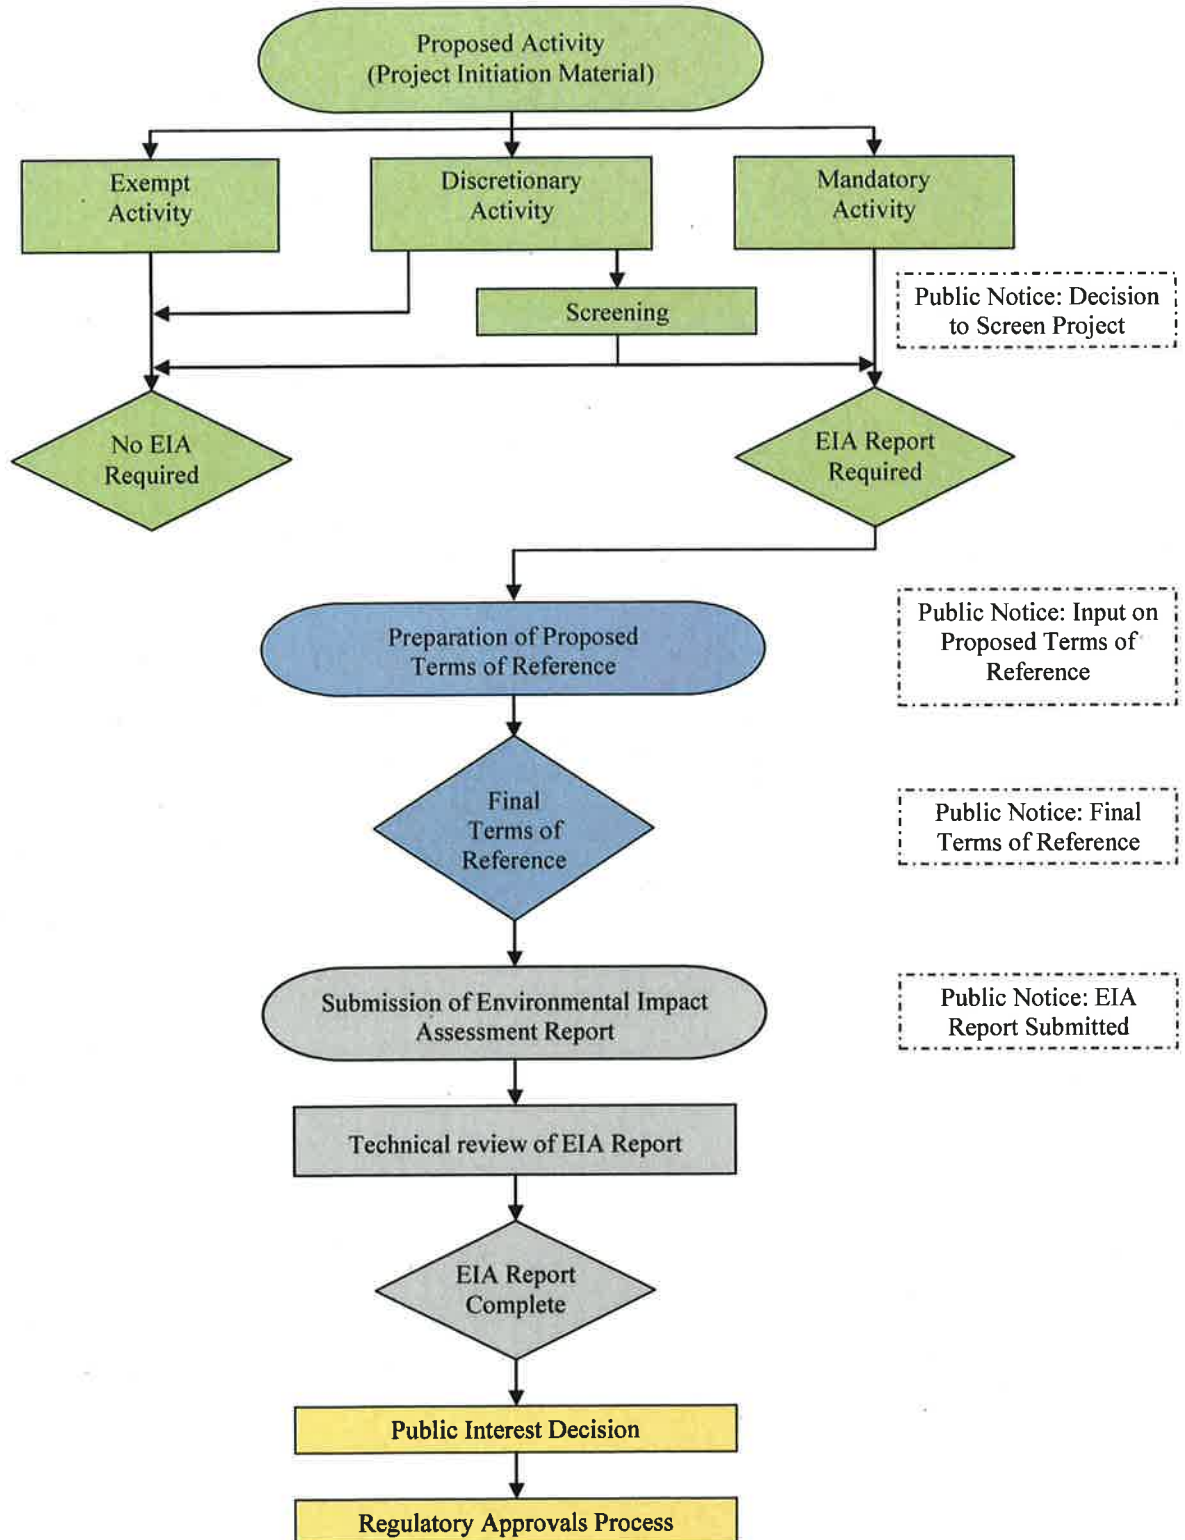 Proposed Activity
(Project Initiation Material)
Exempt
Activity
Discretionary
Activity
Mandatory
Activity
Screening
Public Notice: Decision
to Screen Project
No EIA
Required
EIA Report
Required
Preparation of Proposed
Terms of Reference
Public Notice: Input on
Proposed Terms of
Reference
Final
Terms of
Reference
Public Notice: Final
Terms of Reference
Submission of Environmental Impact
Assessment Report
Public Notice: EIA
Report Submitted
Technical review of EIA Report
EIA Report
Complete
Public Interest Decision
Regulatory Approvals Process